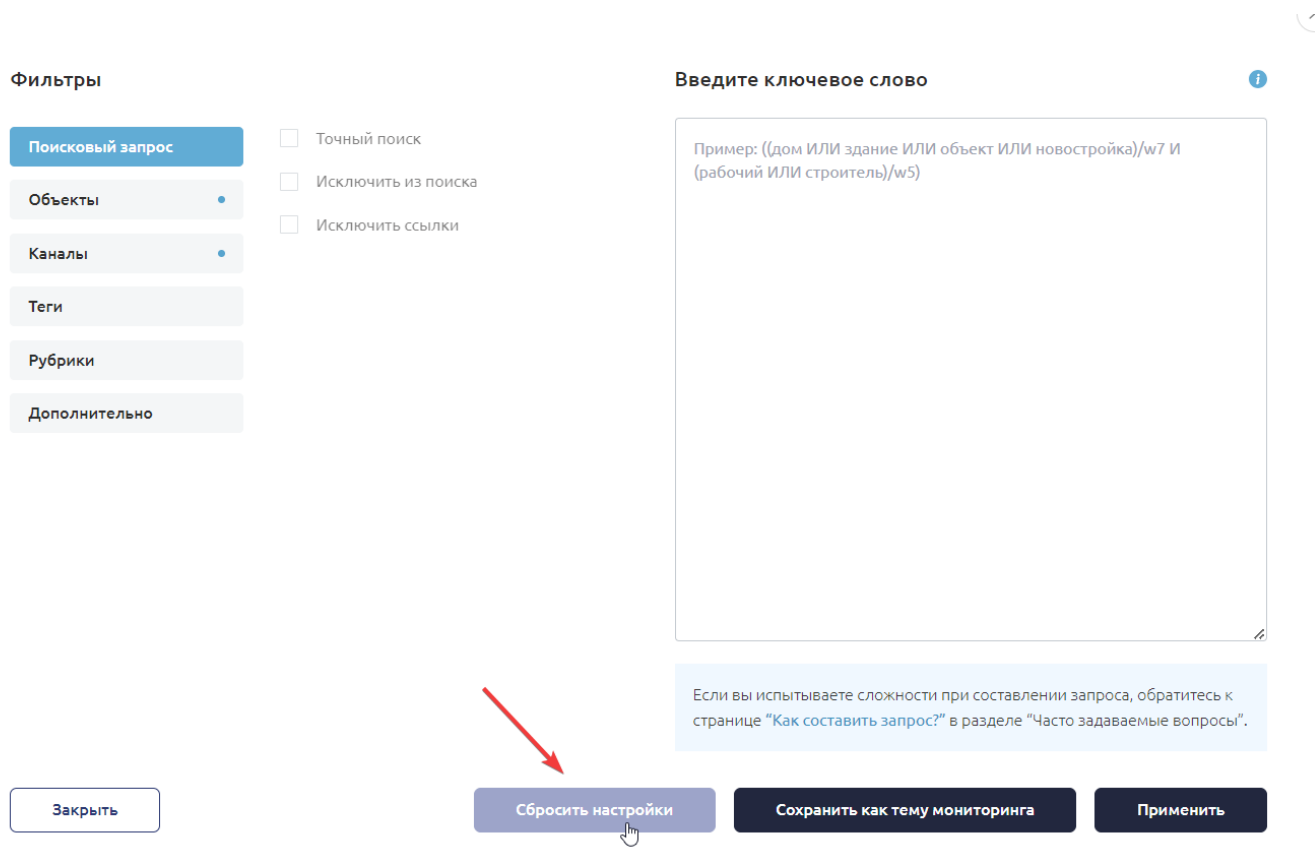 Фильтры
Поисковый запрос
Объекты
Каналы
Теги
Рубрики
Дополнительно
Точный поиск
Исключить из поиска
Исключить ссылки
Введите ключевое слово
i
Пример: ((дом ИЛИ здание ИЛИ объект ИЛИ новостройка)/w7 И
(рабочий ИЛИ строитель)/w5)
Если вы испытываете сложности при составлении запроса, обратитесь к
странице "Как составить запрос?" в разделе "Часто задаваемые вопросы".
Закрыть
Сбросить настройки
Сохранить как тему мониторинга
Применить